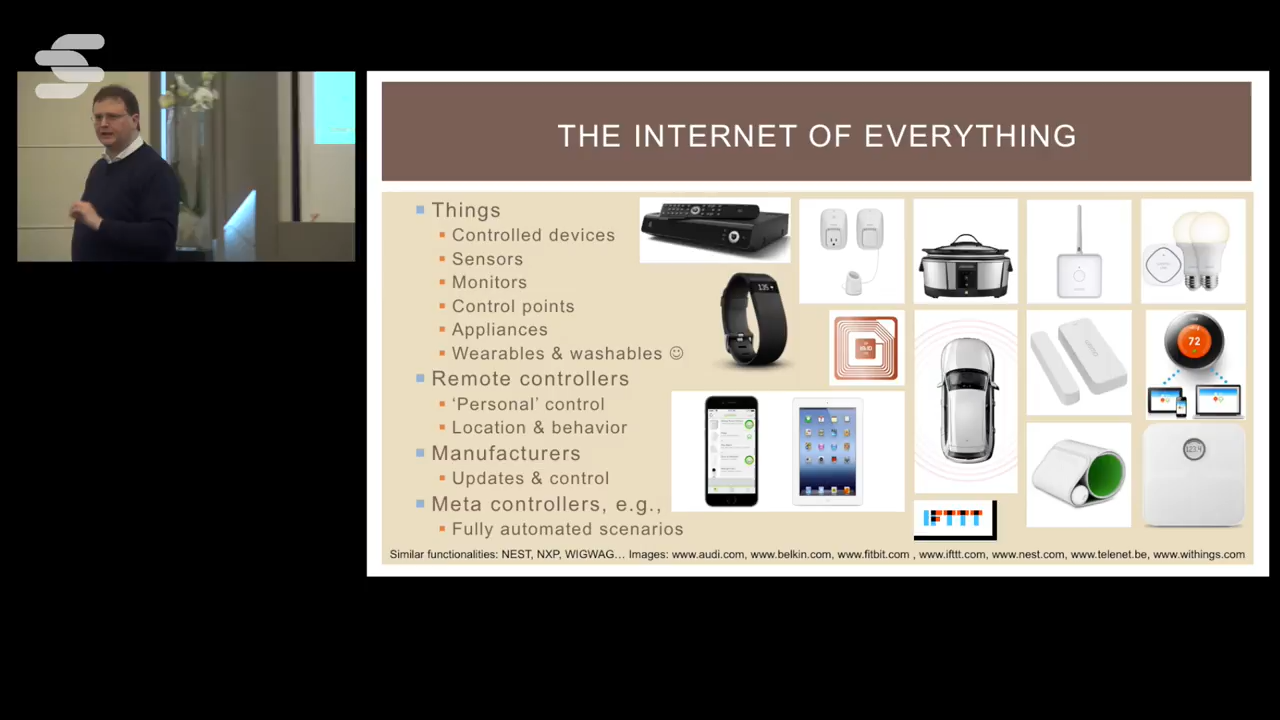 THE INTERNET OF EVERYTHING
Things
Controlled devices
Sensors
Monitors
Control points
Appliances
Wearables & washables ☺
Remote controllers
‘Personal’ control
Location & behavior
Manufacturers
Updates & control
Meta controllers, e.g.,
Fully automated scenarios
135
72
123.4
IFTTT
Similar functionalities: NEST, NXP, WIGWAG… Images: www.audi.com, www.belkin.com, www.fitbit.com , www.ifttt.com, www.nest.com, www.telenet.be, www.withings.com